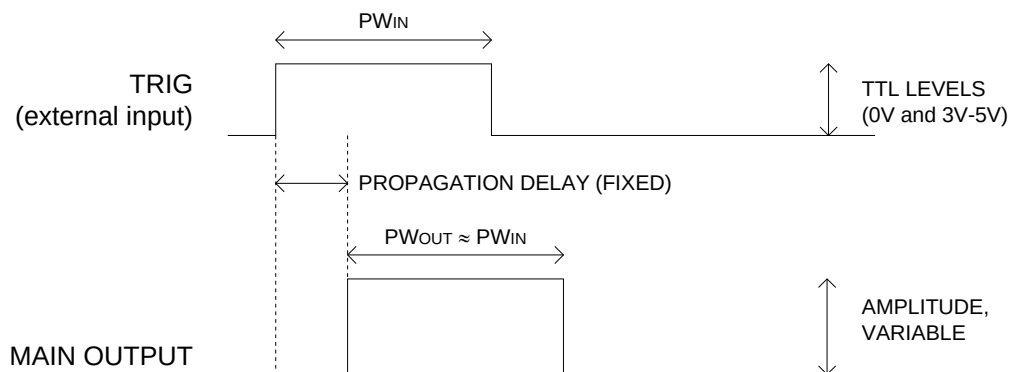 PWIN
TRIG
(external input)
TTL LEVELS
(0V and 3V-5V)
PROPAGATION DELAY (FIXED)
PWOUT ≈ PWIN
AMPLITUDE,
VARIABLE
MAIN OUTPUT